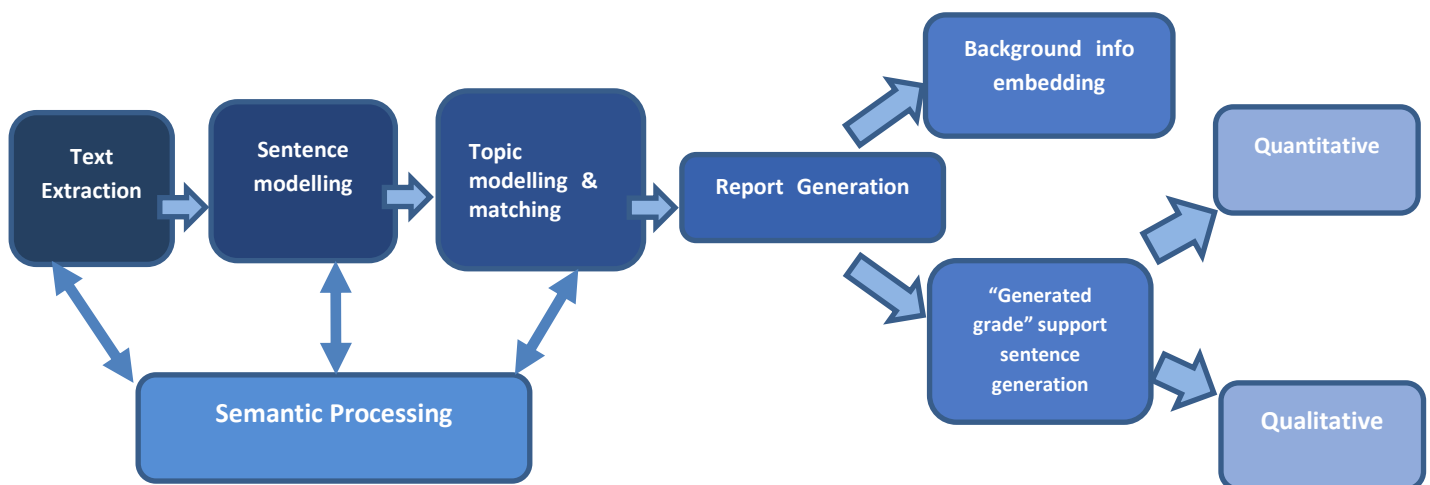 Text
Extraction
Sentence
modelling
Topic
modelling &
matching
Report Generation
Background info
embedding
“Generated
grade” support
sentence
generation
Quantitative
Qualitative
Semantic Processing